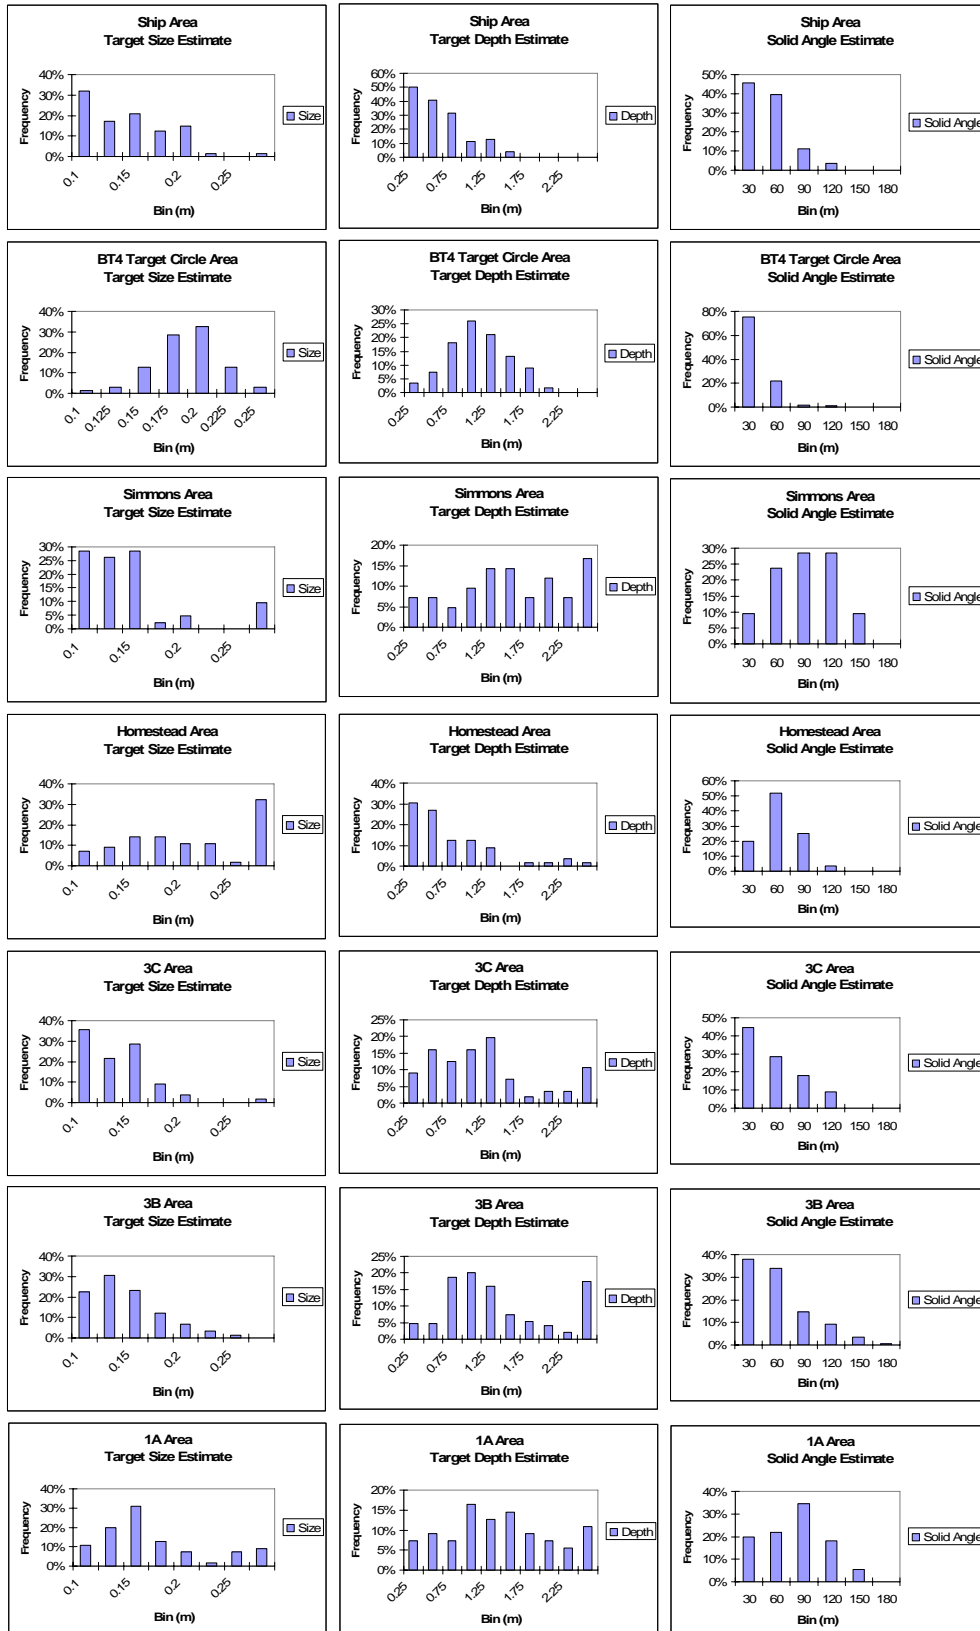 Ship Area
Target Size Estimate
40%
30%
20%
10%
0%
Frequency
0.1
0.15
0.2
0.25
Bin (m)
Size
Ship Area
Target Depth Estimate
60%
50%
40%
30%
20%
10%
0%
Frequency
0.25
0.75
1.25
1.75
2.25
Bin (m)
Depth
Ship Area
Solid Angle Estimate
50%
40%
30%
20%
10%
0%
Frequency
30 60 90 120 150 180
Bin (m)
Solid Angle
BT4 Target Circle Area
Target Size Estimate
40%
30%
20%
10%
0%
Frequency
0.1
0.125
0.15
0.175
0.2
0.225
0.25
Bin (m)
Size
BT4 Target Circle Area
Target Depth Estimate
30%
25%
20%
15%
10%
5%
0%
Frequency
0.25
0.75
1.25
1.75
2.25
Bin (m)
Depth
BT4 Target Circle Area
Solid Angle Estimate
80%
60%
40%
20%
0%
Frequency
30 60 90 120 150 180
Bin (m)
Solid Angle
Simmons Area
Target Size Estimate
30%
25%
20%
15%
10%
5%
0%
Frequency
0.1
0.15
0.2
0.25
Bin (m)
Size
Simmons Area
Target Depth Estimate
20%
15%
10%
5%
0%
Frequency
0.25
0.75
1.25
1.75
2.25
Bin (m)
Depth
Simmons Area
Solid Angle Estimate
30%
25%
20%
15%
10%
5%
0%
Frequency
30 60 90 120 150 180
Bin (m)
Solid Angle
Homestead Area
Target Size Estimate
40%
30%
20%
10%
0%
Frequency
0.1
0.15
0.2
0.25
Bin (m)
Size
Homestead Area
Target Depth Estimate
40%
30%
20%
10%
0%
Frequency
0.25
0.75
1.25
1.75
2.25
Bin (m)
Depth
Homestead Area
Solid Angle Estimate
60%
50%
40%
30%
20%
10%
0%
Frequency
30 60 90 120 150 180
Bin (m)
Solid Angle
3C Area
Target Size Estimate
40%
30%
20%
10%
0%
Frequency
0.1
0.15
0.2
0.25
Bin (m)
Size
3C Area
Target Depth Estimate
25%
20%
15%
10%
5%
0%
Frequency
0.25
0.75
1.25
1.75
2.25
Bin (m)
Depth
3C Area
Solid Angle Estimate
50%
40%
30%
20%
10%
0%
Frequency
30 60 90 120 150 180
Bin (m)
Solid Angle
3B Area
Target Size Estimate
40%
30%
20%
10%
0%
Frequency
0.1
0.15
0.2
0.25
Bin (m)
Size
3B Area
Target Depth Estimate
25%
20%
15%
10%
5%
0%
Frequency
0.25
0.75
1.25
1.75
2.25
Bin (m)
Depth
3B Area
Solid Angle Estimate
40%
30%
20%
10%
0%
Frequency
30 60 90 120 150 180
Bin (m)
Solid Angle
1A Area
Target Size Estimate
40%
30%
20%
10%
0%
Frequency
0.1
0.15
0.2
0.25
Bin (m)
Size
1A Area
Target Depth Estimate
20%
15%
10%
5%
0%
Frequency
0.25
0.75
1.25
1.75
2.25
Bin (m)
Depth
1A Area
Solid Angle Estimate
40%
30%
20%
10%
0%
Frequency
30 60 90 120 150 180
Bin (m)
Solid Angle